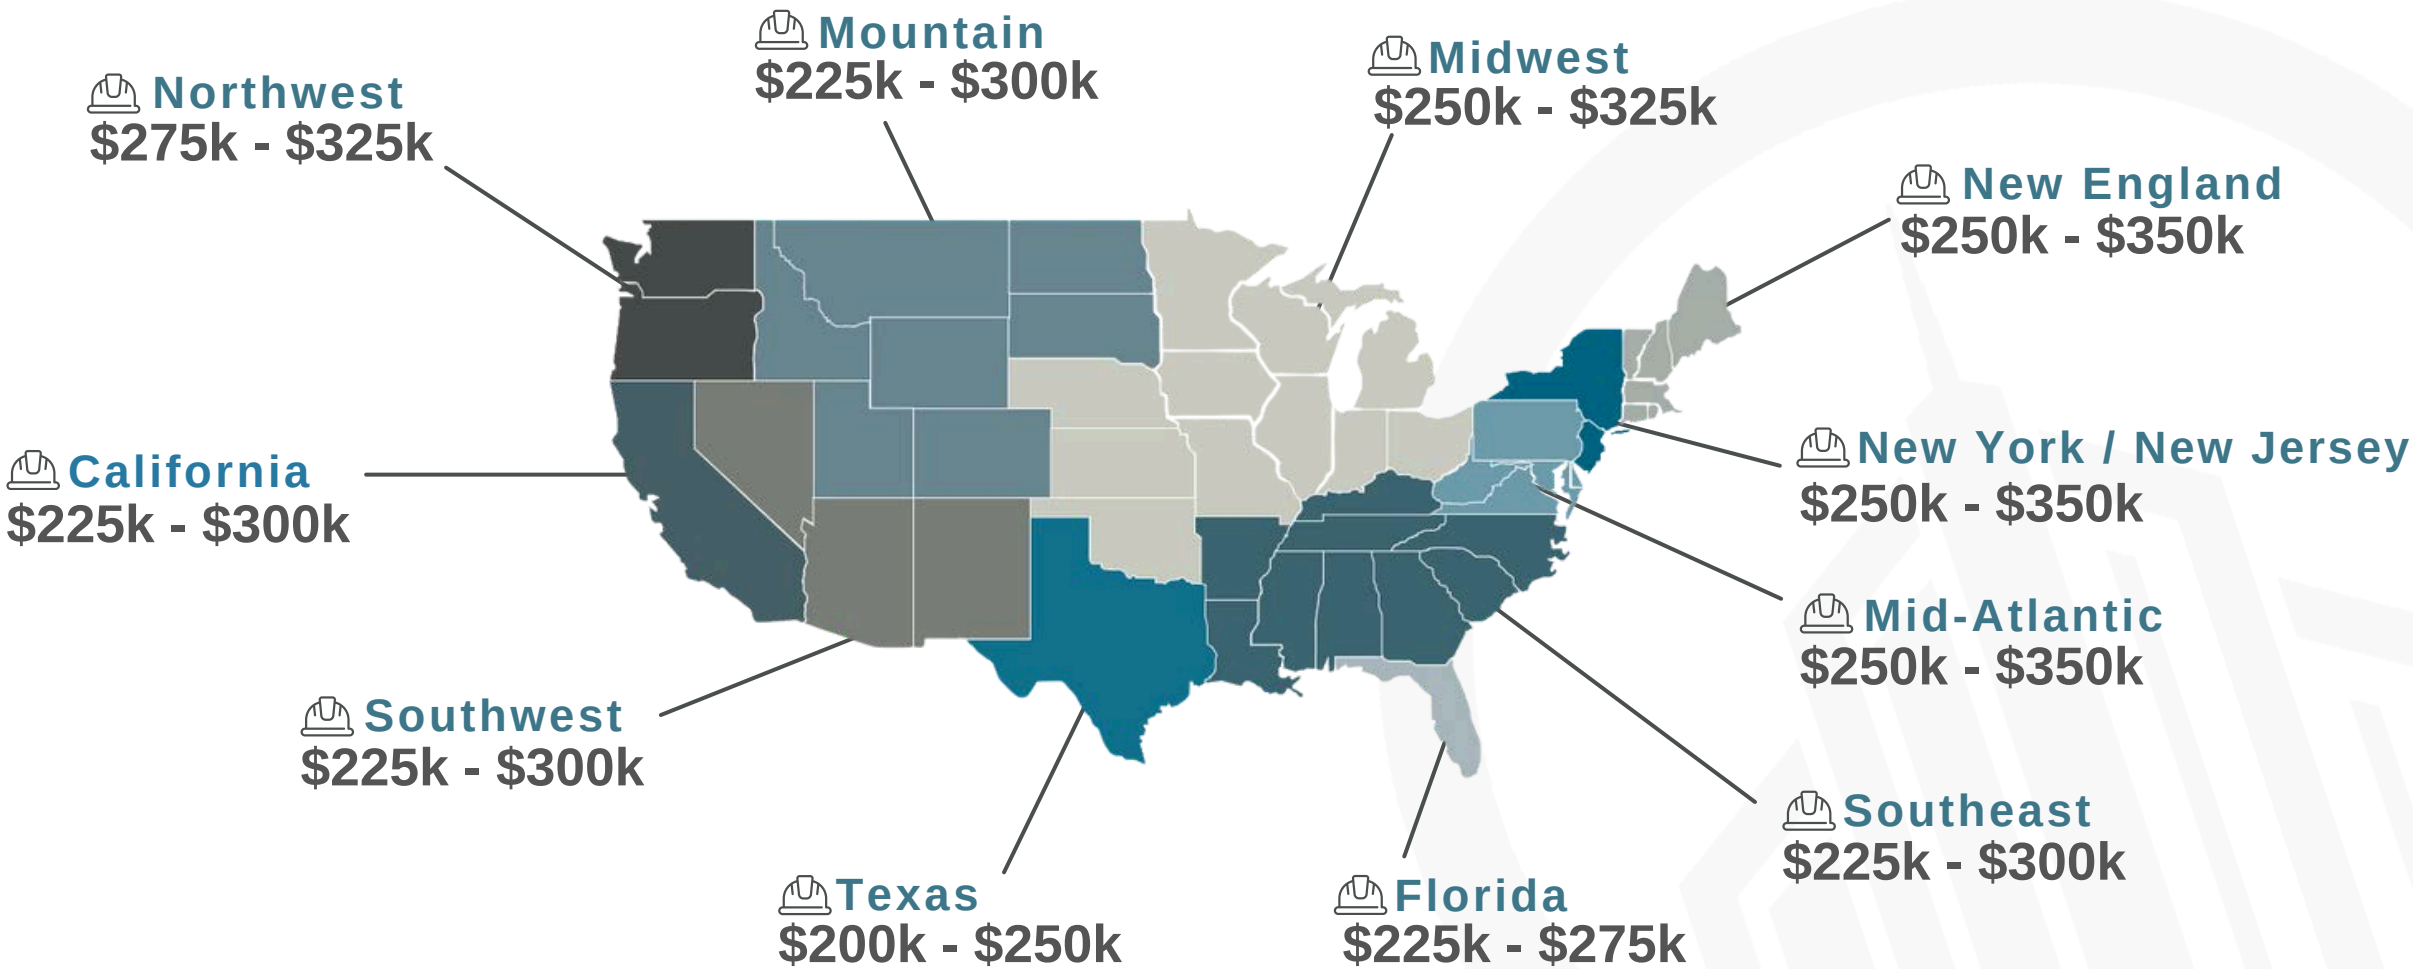 Mountain
$225k - $300k
Midwest
$250k - $325k
Northwest
$275k - $325k
New England
$250k - $350k
California
$225k - $300k
New York / New Jersey
$250k - $350k
Mid-Atlantic
$250k - $350k
Southwest
$225k - $300k
Southeast
$225k - $300k
Texas
$200k - $250k
Florida
$225k - $275k